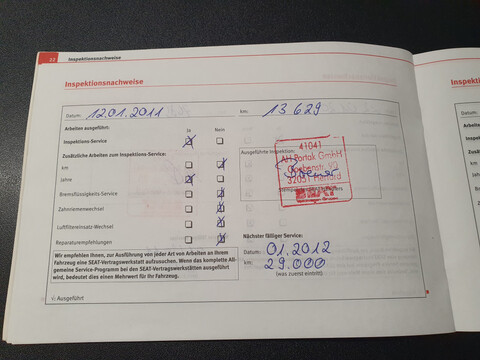 22 Inspektionsnachweise
Inspektionsnachweise
Datum: 12.01.2011 km: 13 629
Arbeiten ausgeführt: Ja Nein
Inspektions-Service
Zusätzliche Arbeiten zum Inspektions-Service:
km
Jahre
Bremsflüssigkeits-Service
Zahnriemenwechsel
Luftfiltereinsatz-Wechsel
Reparaturempfehlungen
Ausgeführte Inspektion:
41041
AH Portak GmbH
32051 Herford
Wir empfehlen Ihnen, zur Ausführung von jeder Art von Arbeiten an Ihrem
Fahrzeug eine SEAT-Vertragswerkstatt aufzusuchen. Wenn das komplette All-
gemeine Service-Programm bei den SEAT-Vertragswerkstätten ausgeführt
wird, bedeutet dies einen Mehrwert für Ihr Fahrzeug.
Nächster fälliger Service:
Datum: 01.2012
km: 29.000
(was zuerst eintritt)
√: Ausgeführt
Inspekti